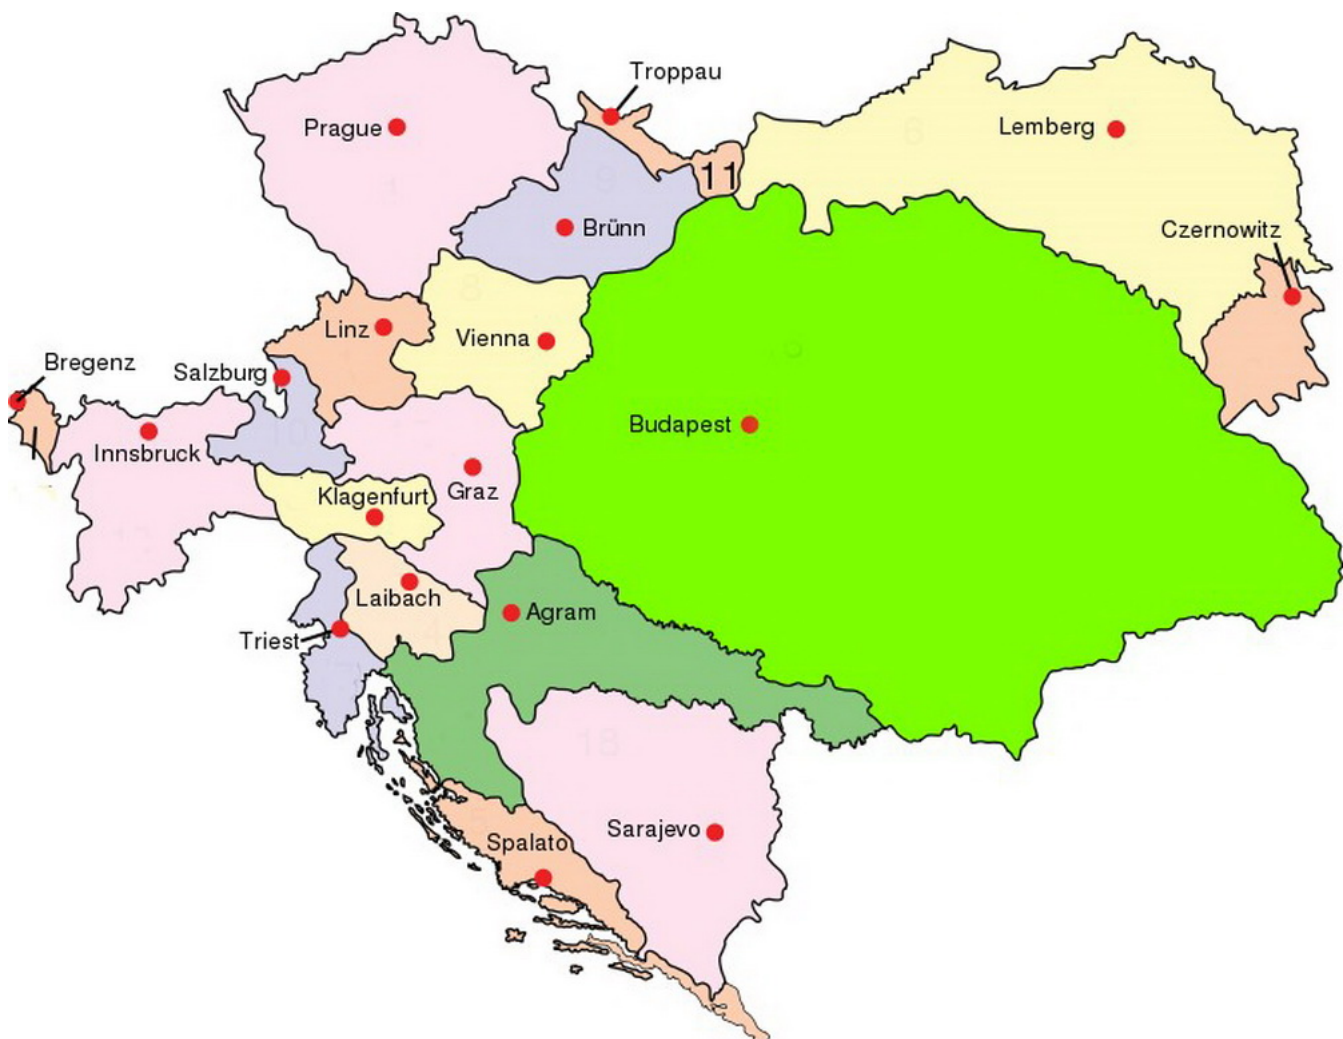 Troppau
Prague
Lemberg
11
Brünn
Czernowitz
Linz
Vienna
Bregenz
Salzburg
Budapest
Innsbruck
Graz
Klagenfurt
Laibach
Agram
Triest
18
Sarajevo
Spalato